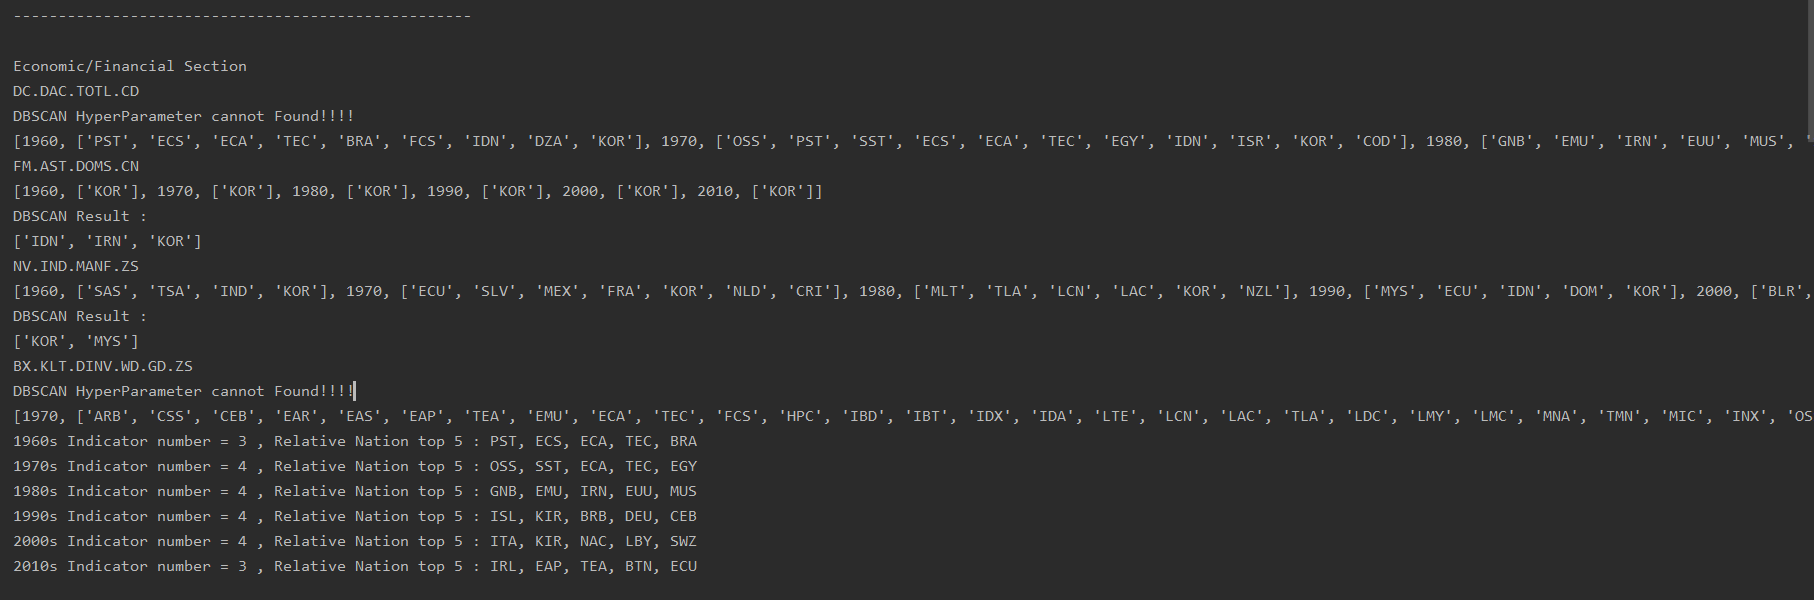 ---------------------------------------------------
Economic/Financial Section
DC.DAC.TOTL.CD
DBSCAN HyperParameter cannot Found!!!!
[1960, ['PST', 'ECS', 'ECA', 'TEC', 'BRA', 'FCS', 'IDN', 'DZA', 'KOR'], 1970, ['OSS', 'PST', 'SST', 'ECS', 'ECA', 'TEC', 'EGY', 'IDN', 'ISR', 'KOR', 'COD'], 1980, ['GNB', 'EMU', 'IRN', 'EUU', 'MUS', '
FM.AST.DOMS.CN
[1960, ['KOR'], 1970, ['KOR'], 1980, ['KOR'], 1990, ['KOR'], 2000, ['KOR'], 2010, ['KOR']]
DBSCAN Result :
['IDN', 'IRN', 'KOR']
NV.IND.MANF.ZS
[1960, ['SAS', 'TSA', 'IND', 'KOR'], 1970, ['ECU', 'SLV', 'MEX', 'FRA', 'KOR', 'NLD', 'CRI'], 1980, ['MLT', 'TLA', 'LCN', 'LAC', 'KOR', 'NZL'], 1990, ['MYS', 'ECU', 'IDN', 'DOM', 'KOR'], 2000, ['BLR',
DBSCAN Result :
['KOR', 'MYS']
BX.KLT.DINV.WD.GD.ZS
DBSCAN HyperParameter cannot Found!!!!
[1970, ['ARB', 'CSS', 'CEB', 'EAR', 'EAS', 'EAP', 'TEA', 'EMU', 'ECA', 'TEC', 'FCS', 'HPC', 'IBD', 'IBT', 'IDX', 'IDA', 'LTE', 'LCN', 'LAC', 'TLA', 'LDC', 'LMY', 'LMC', 'MNA', 'TMN', 'MIC', 'INX', 'OS
1960s Indicator number = 3 , Relative Nation top 5 : PST, ECS, ECA, TEC, BRA
1970s Indicator number = 4 , Relative Nation top 5 : OSS, SST, ECA, TEC, EGY
1980s Indicator number = 4 , Relative Nation top 5 : GNB, EMU, IRN, EUU, MUS
1990s Indicator number = 4 , Relative Nation top 5 : ISL, KIR, BRB, DEU, CEB
2000s Indicator number = 4 , Relative Nation top 5 : ITA, KIR, NAC, LBY, SWZ
2010s Indicator number = 3 , Relative Nation top 5 : IRL, EAP, TEA, BTN, ECU